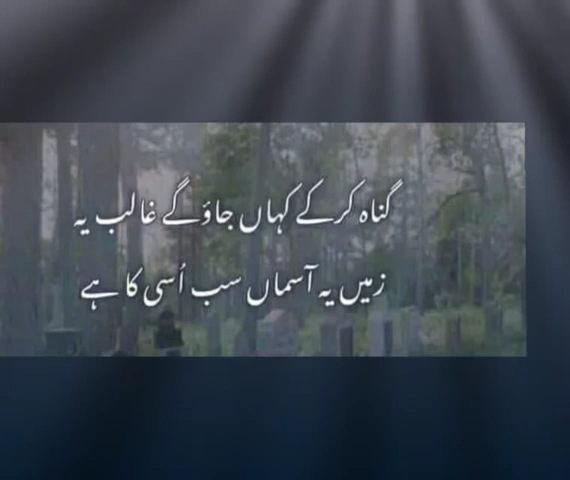 گناہ کرکے کہاں جاؤ گے غالب یہ
زمیں یہ آسماں سب اُسی کا ہے